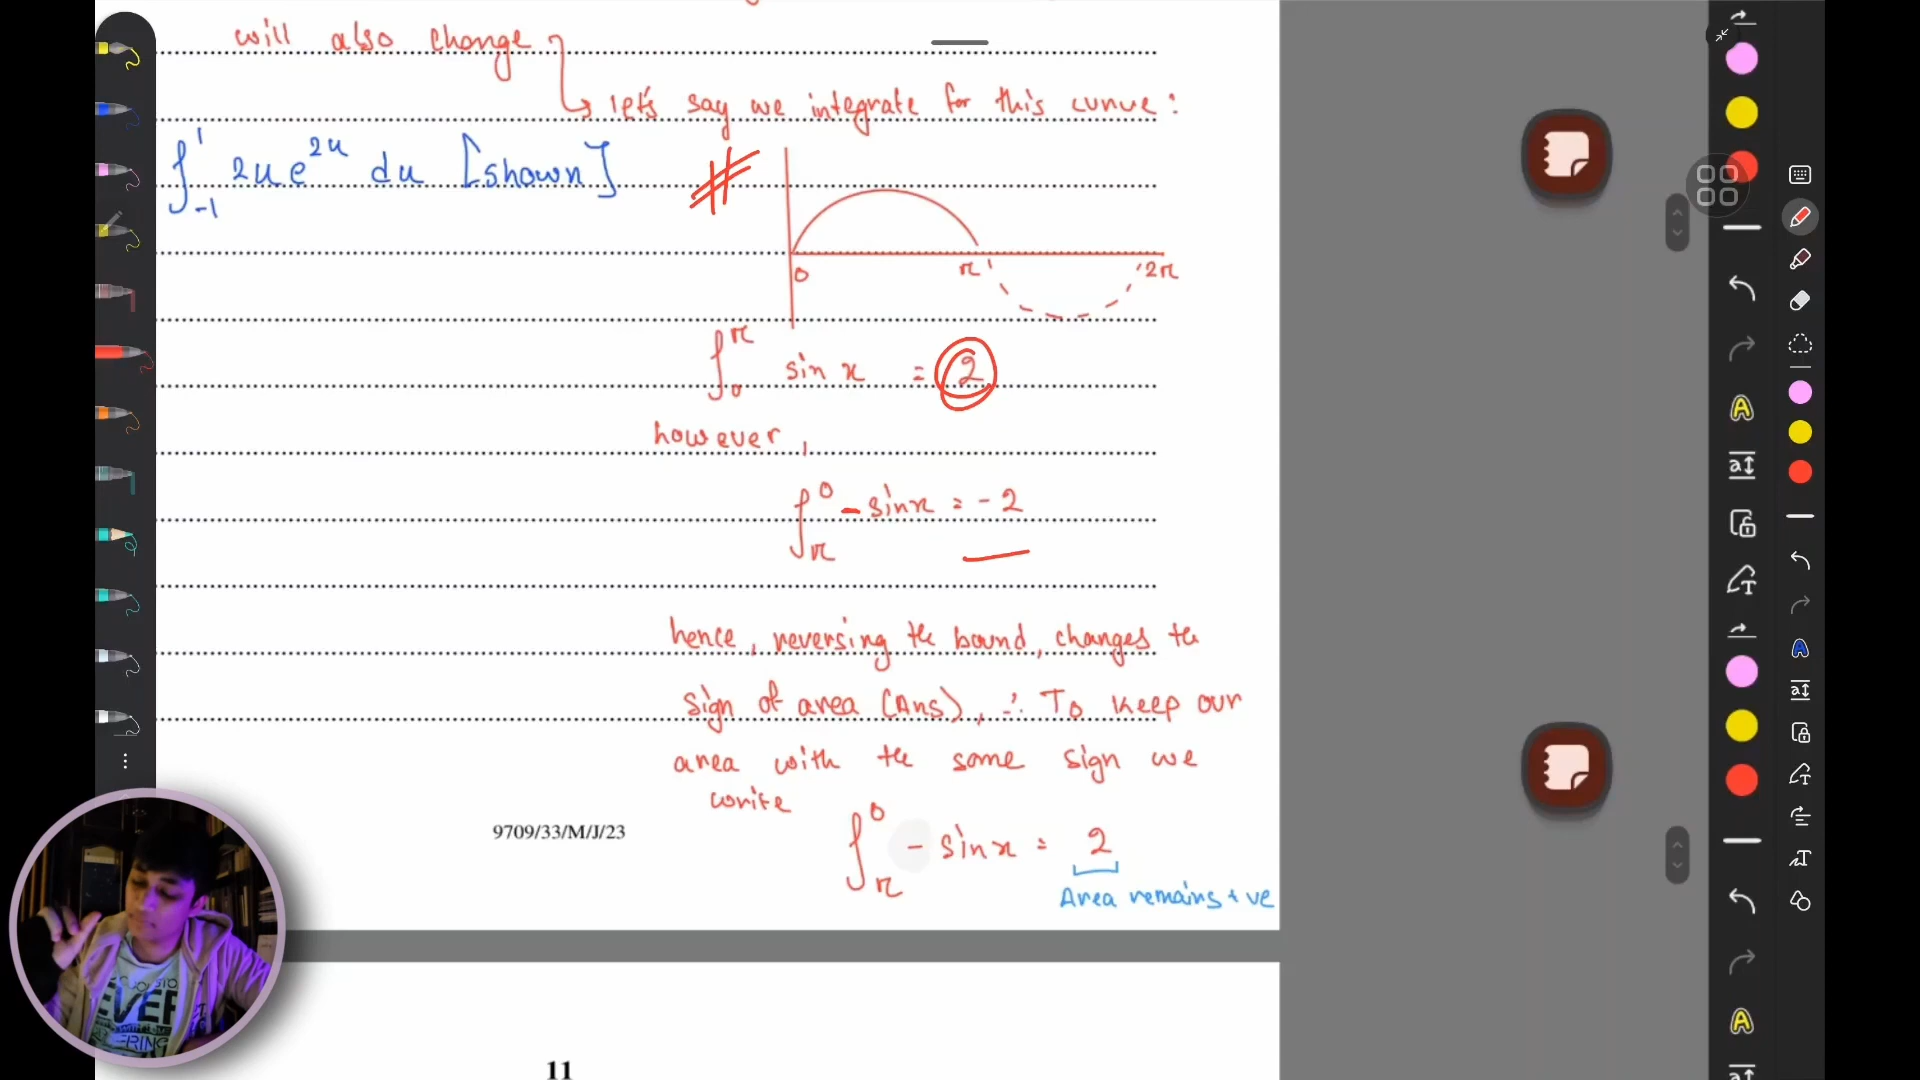 will also change
↳ let's say we integrate for this curve:
∫₋₁¹ 2u e²ᵘ du [shown]
#
0 π 2π
∫₀^π sin x = 2
however,
∫_π^0 - sin x = - 2
hence, reversing the bound, changes the
sign of area (Ans), ∴ To keep our
area with the same sign we
write
∫_π^0 - sin x = 2
Area remains + ve
9709/33/M/J/23
11